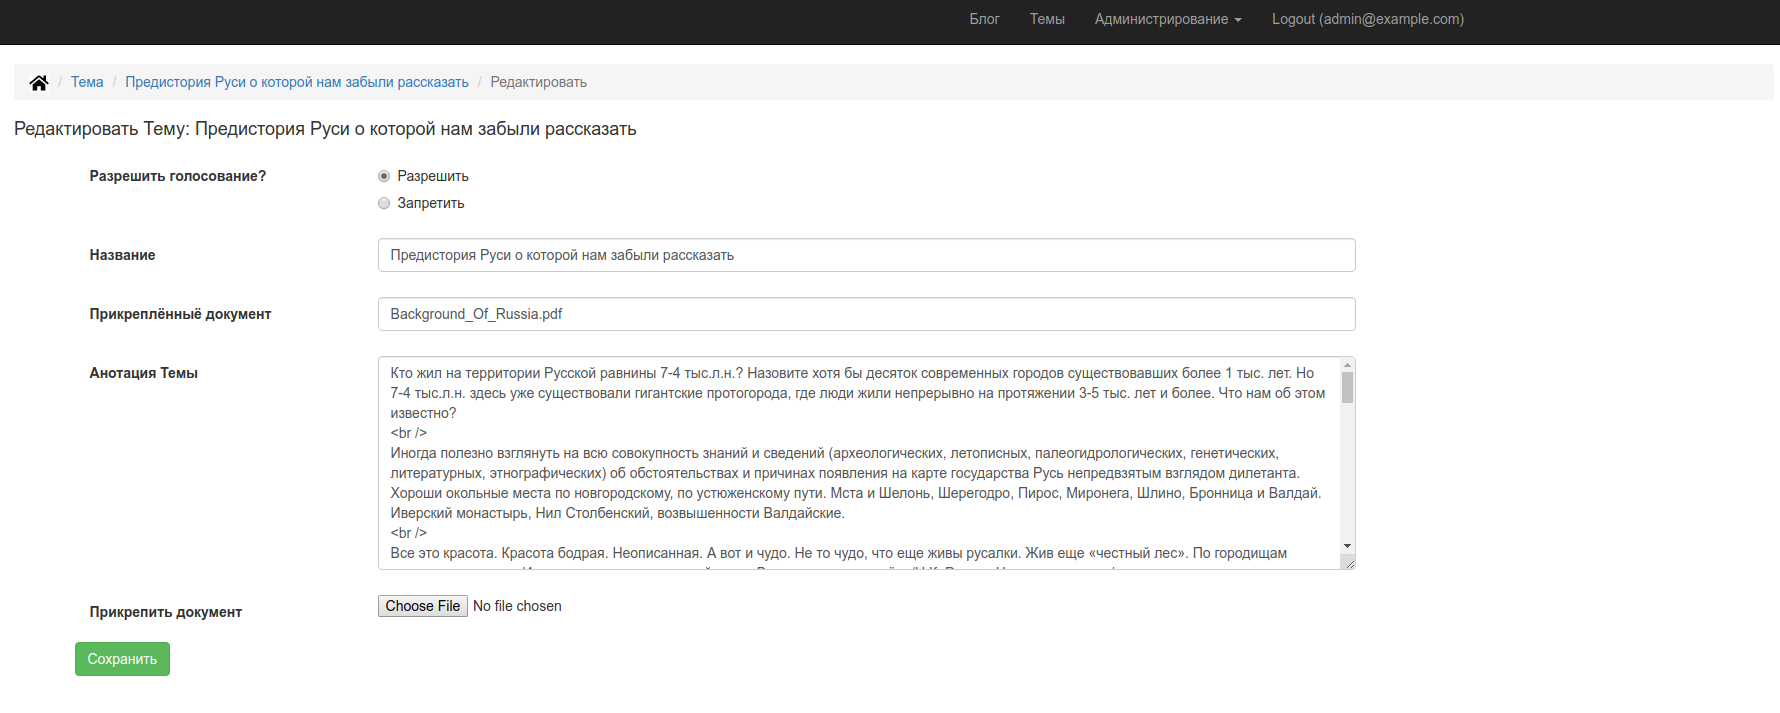 Блог Темы Администрирование Logout (admin@example.com)
/ Тема / Предистория Руси о которой нам забыли рассказать / Редактировать
Редактировать Тему: Предистория Руси о которой нам забыли рассказать
Разрешить голосование? Разрешить
Запретить
Название Предистория Руси о которой нам забыли рассказать
Прикреплённыё документ Background_Of_Russia.pdf
Анотация Темы
Кто жил на территории Русской равнины 7-4 тыс.л.н.? Назовите хотя бы десяток современных городов существовавших более 1 тыс. лет. Но
7-4 тыс.л.н. здесь уже существовали гигантские протогорода, где люди жили непрерывно на протяжении 3-5 тыс. лет и более. Что нам об этом
известно?
<br />
Иногда полезно взглянуть на всю совокупность знаний и сведений (археологических, летописных, палеогидрологических, генетических,
литературных, этнографических) об обстоятельствах и причинах появления на карте государства Русь непредвзятым взглядом дилетанта.
Хороши окольные места по новгородскому, по устюженскому пути. Мста и Шелонь, Шерегодро, Пирос, Миронега, Шлино, Бронница и Валдай.
Иверский монастырь, Нил Столбенский, возвышенности Валдайские.
<br />
Все это красота. Красота бодрая. Неописанная. А вот и чудо. Не то чудо, что еще живы русалки. Жив еще «честный лес». По городищам
Прикрепить документ Choose File No file chosen
Сохранить